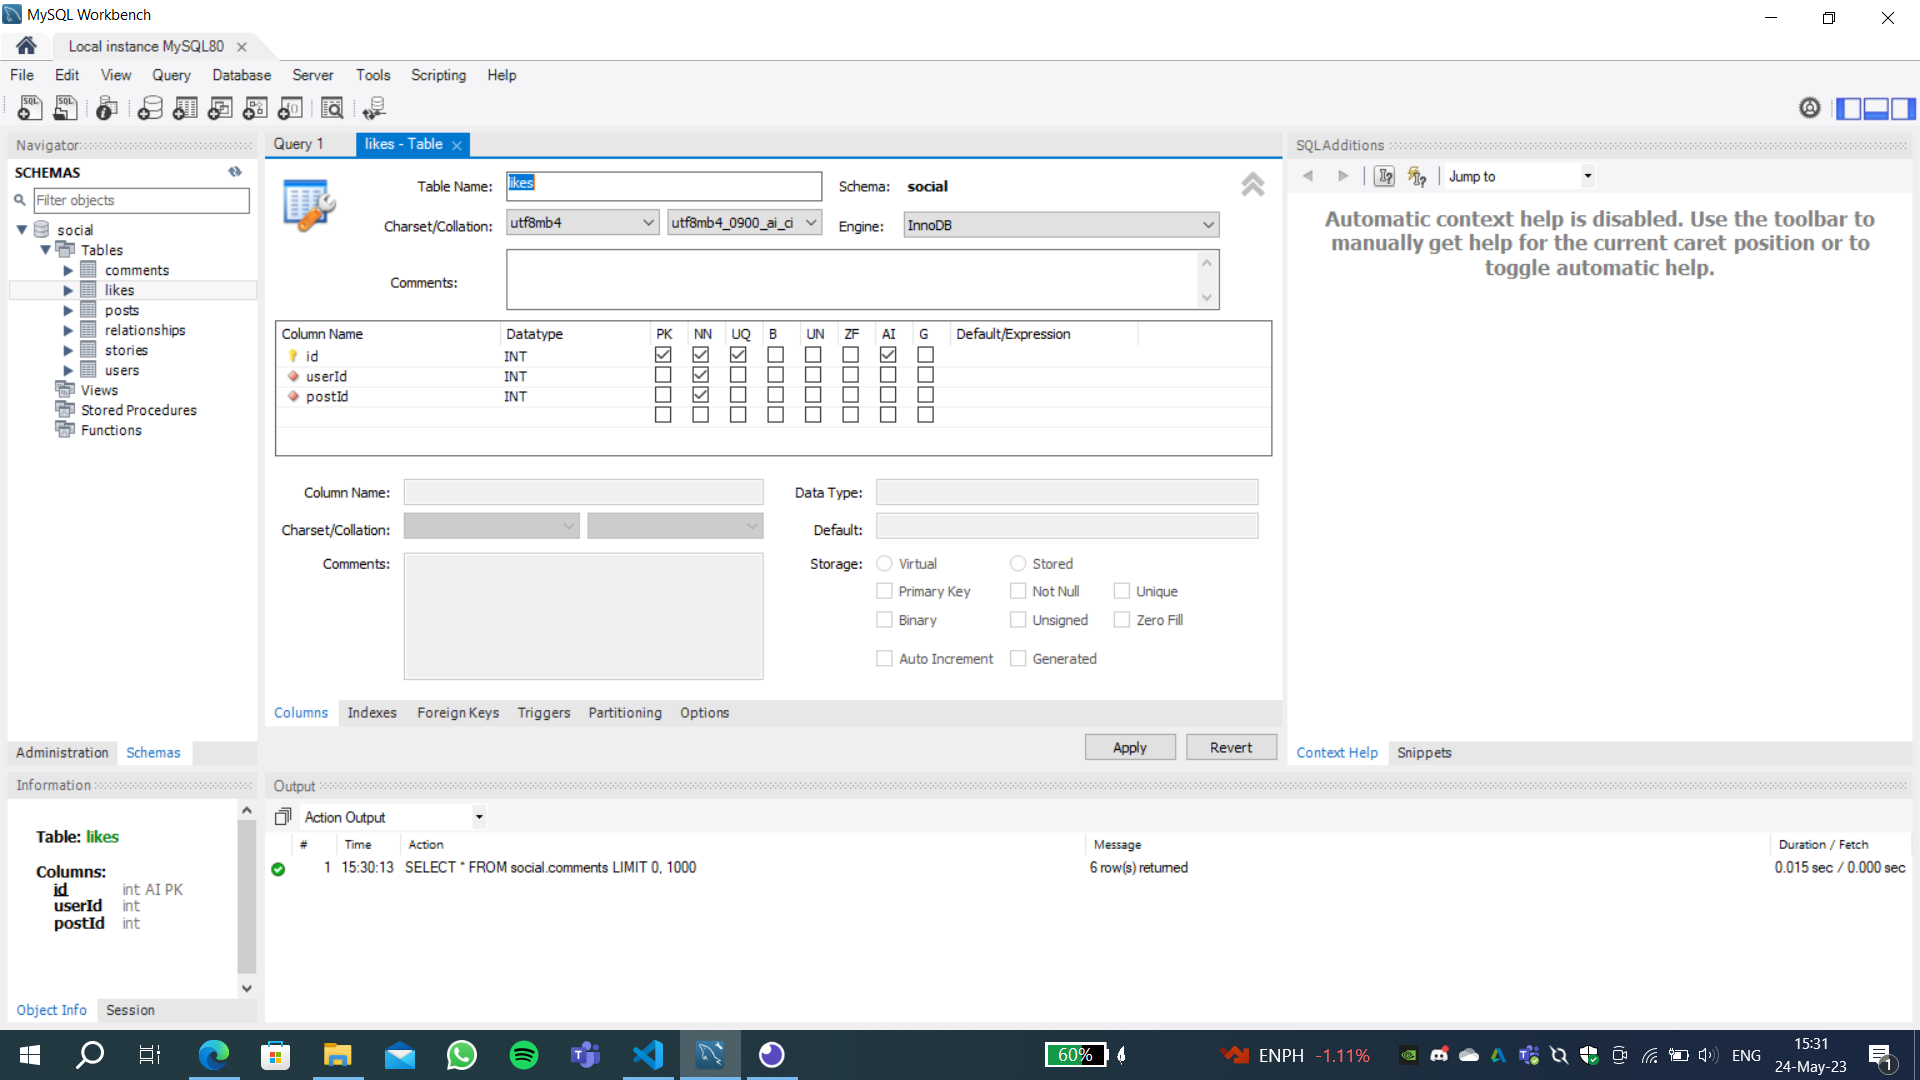 MySQL Workbench
Local instance MySQL80
File Edit View Query Database Server Tools Scripting Help
Navigator
SCHEMAS
Filter objects
social
Tables
comments
likes
posts
relationships
stories
users
Views
Stored Procedures
Functions
Administration Schemas
Information
Table: likes
Columns:
id int AI PK
userId int
postId int
Object Info Session
Query 1 likes - Table
Table Name: likes Schema: social
Charset/Collation: utf8mb4 utf8mb4_0900_ai_ci Engine: InnoDB
Comments:
Column Name Datatype PK NN UQ B UN ZF AI G Default/Expression
id INT
userId INT
postId INT
Column Name: Data Type:
Charset/Collation: Default:
Comments: Storage: Virtual Stored
Primary Key Not Null Unique
Binary Unsigned Zero Fill
Auto Increment Generated
Columns Indexes Foreign Keys Triggers Partitioning Options
Apply Revert
SQLAdditions
Jump to
Automatic context help is disabled. Use the toolbar to
manually get help for the current caret position or to
toggle automatic help.
Context Help Snippets
Output
Action Output
# Time Action Message Duration / Fetch
1 15:30:13 SELECT * FROM social.comments LIMIT 0, 1000 6 row(s) returned 0.015 sec / 0.000 sec
60% ENPH -1.11% ENG 15:31
24-May-23 1